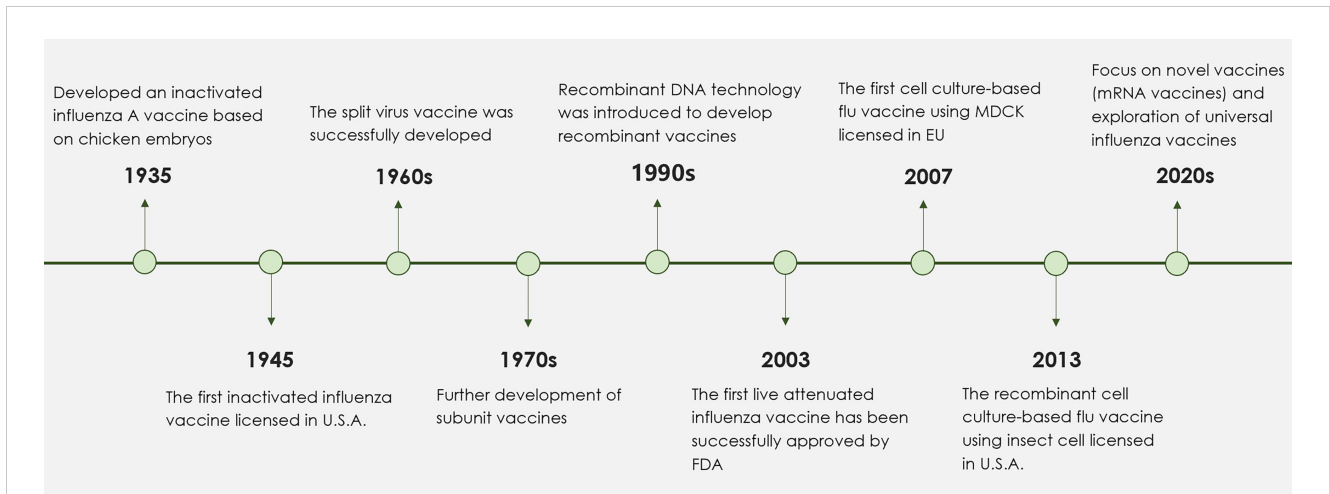 Developed an inactivated
influenza A vaccine based
on chicken embryos
1935
The first inactivated influenza
vaccine licensed in U.S.A.
1945
The split virus vaccine was
successfully developed
1960s
1970s
Further development of
subunit vaccines
Recombinant DNA technology
was introduced to develop
recombinant vaccines
1990s
2003
The first live attenuated
influenza vaccine has been
successfully approved by
FDA
The first cell culture-based
flu vaccine using MDCK
licensed in EU
2007
2013
The recombinant cell
culture-based flu vaccine
using insect cell licensed
in U.S.A.
Focus on novel vaccines
(mRNA vaccines) and
exploration of universal
influenza vaccines
2020s